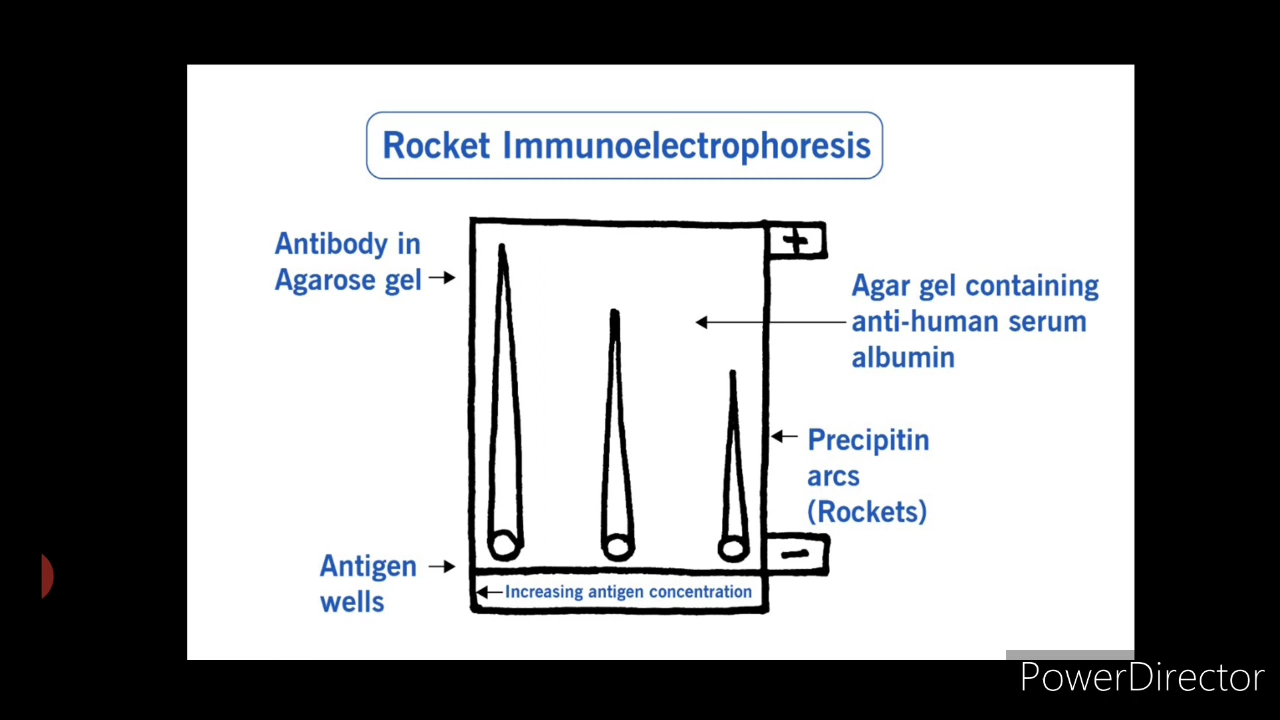 Rocket Immunoelectrophoresis
Antibody in
Agarose gel
+
Agar gel containing
anti-human serum
albumin
Precipitin
arcs
(Rockets)
Antigen
wells
–
Increasing antigen concentration
PowerDirector